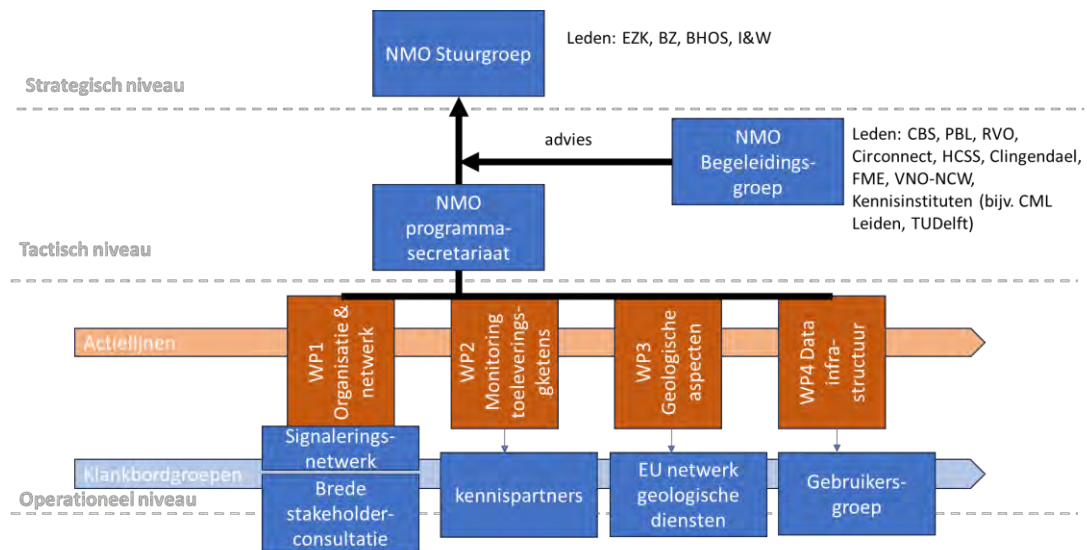 NMO Stuurgroep
Leden: EZK, BZ, BHOS, I&W
Strategisch niveau
advies
NMO
Begeleidings-
groep
Leden: CBS, PBL, RVO,
Circonnect, HCSS, Clingendael,
FME, VNO-NCW,
Kennisinstituten (bijv. CML
Leiden, TUDelft)
NMO
programma-
secretariaat
Tactisch niveau
Actielijnen
WP1
Organisatie &
netwerk
WP2
Monitoring
toeleverings-
gketens
WP3
Geologische
aspecten
WP4 Data
infra-
structuur
Klankbordgroepen
Signalerings-
netwerk
Brede
stakeholder-
consultatie
kennispartners
EU netwerk
geologische
diensten
Gebruikers-
groep
Operationeel niveau